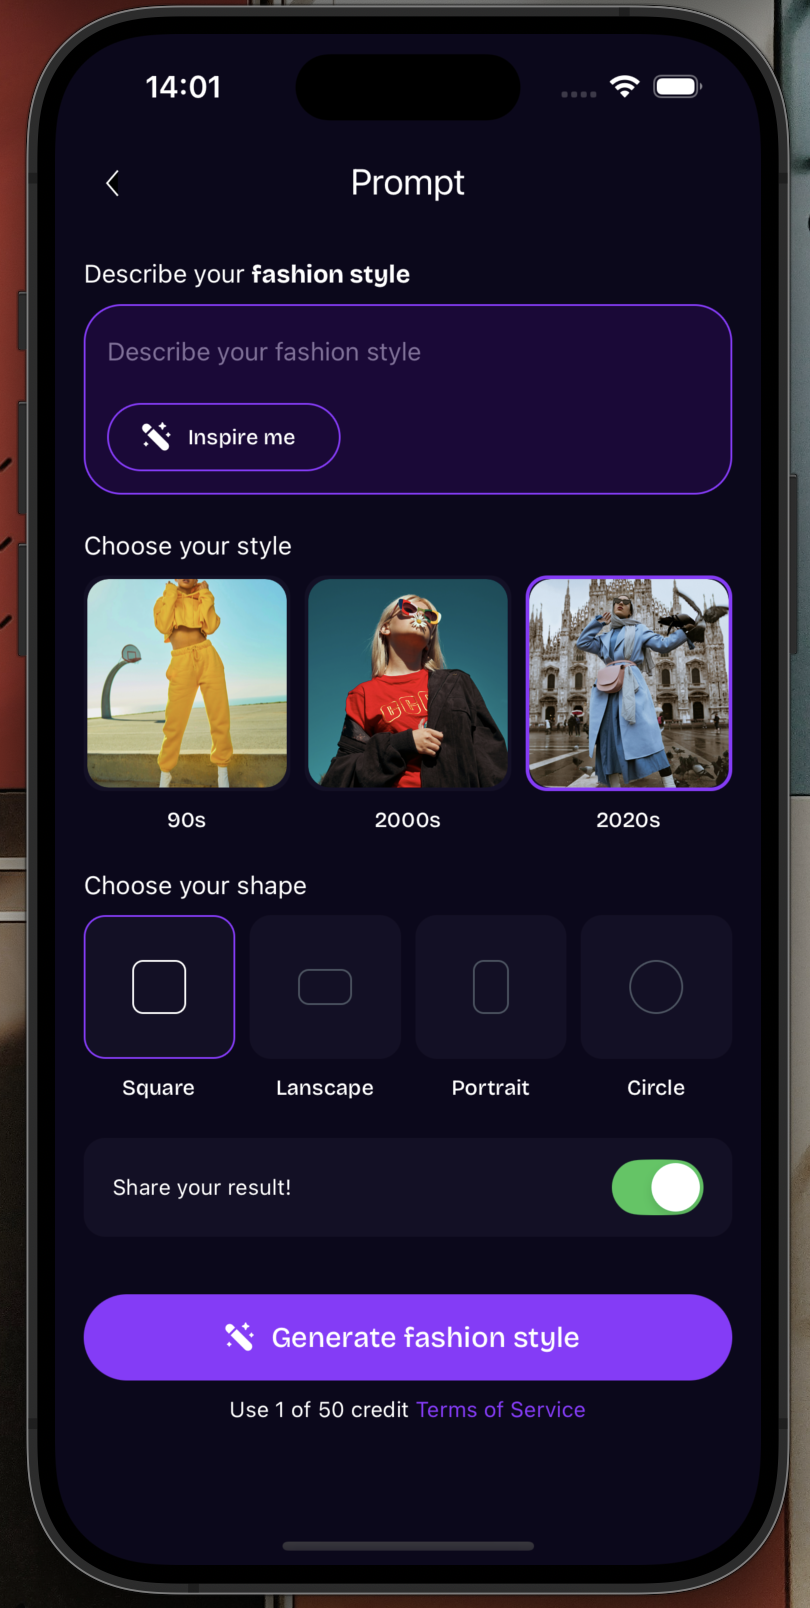 14:01
Prompt
Describe your fashion style
Describe your fashion style
Inspire me
Choose your style
90s
2000s
2020s
Choose your shape
Square
Lanscape
Portrait
Circle
Share your result!
Generate fashion style
Use 1 of 50 credit Terms of Service